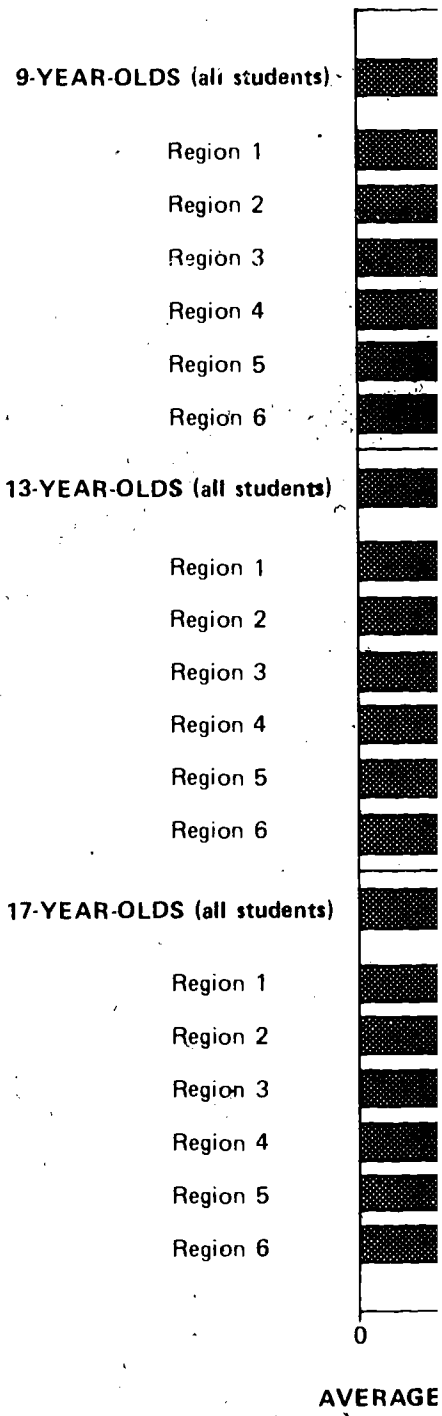 9-YEAR-OLDS (all students)
Region 1
Region 2
Region 3
Region 4
Region 5
Region 6
13-YEAR-OLDS (all students)
Region 1
Region 2
Region 3
Region 4
Region 5
Region 6
17-YEAR-OLDS (all students)
Region 1
Region 2
Region 3
Region 4
Region 5
Region 6
0
AVERAGE